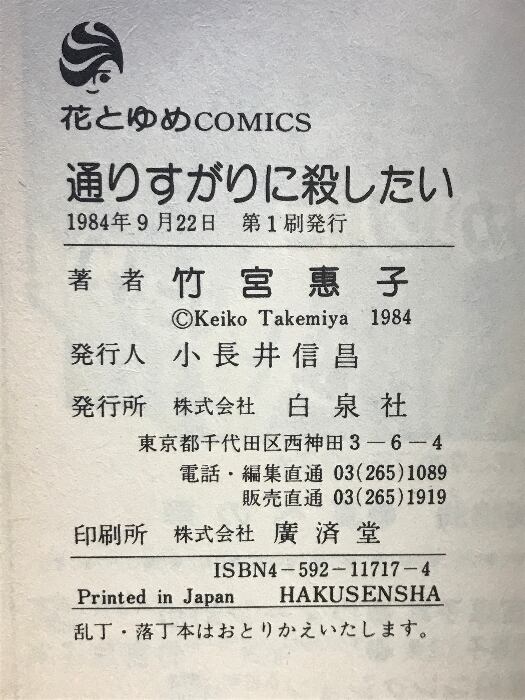 花とゆめCOMICS
通りすがりに殺したい
1984年9月22日 第1刷発行
著者 竹宮惠子
©Keiko Takemiya 1984
発行人 小長井信昌
発行所 株式会社 白泉社
東京都千代田区西神田3-6-4
電話・編集直通 03(265)1089
販売直通 03(265)1919
印刷所 株式会社 廣済堂
ISBN4-592-11717-4
Printed in Japan HAKUSENSHA
乱丁・落丁本はおとりかえいたします。